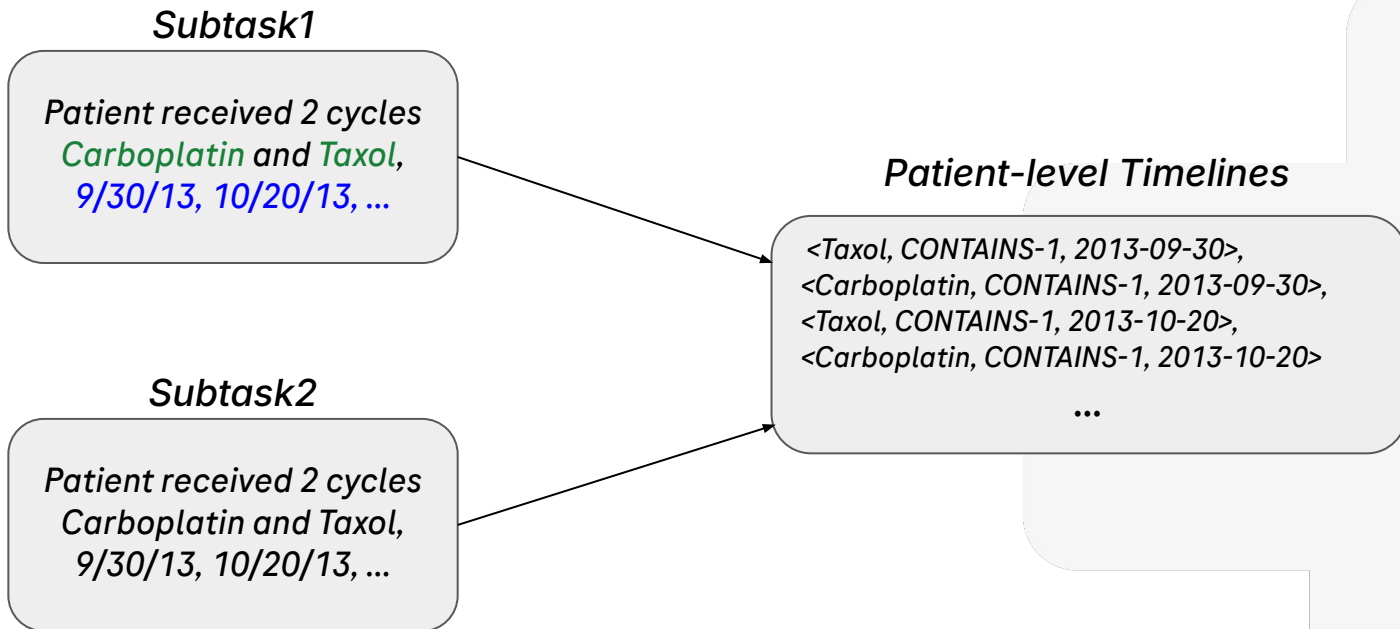 Subtask1
Patient received 2 cycles
Carboplatin and Taxol,
9/30/13, 10/20/13, ...
Patient-level Timelines
<Taxol, CONTAINS-1, 2013-09-30>,
<Carboplatin, CONTAINS-1, 2013-09-30>,
<Taxol, CONTAINS-1, 2013-10-20>,
<Carboplatin, CONTAINS-1, 2013-10-20>
...
Subtask2
Patient received 2 cycles
Carboplatin and Taxol,
9/30/13, 10/20/13, ...